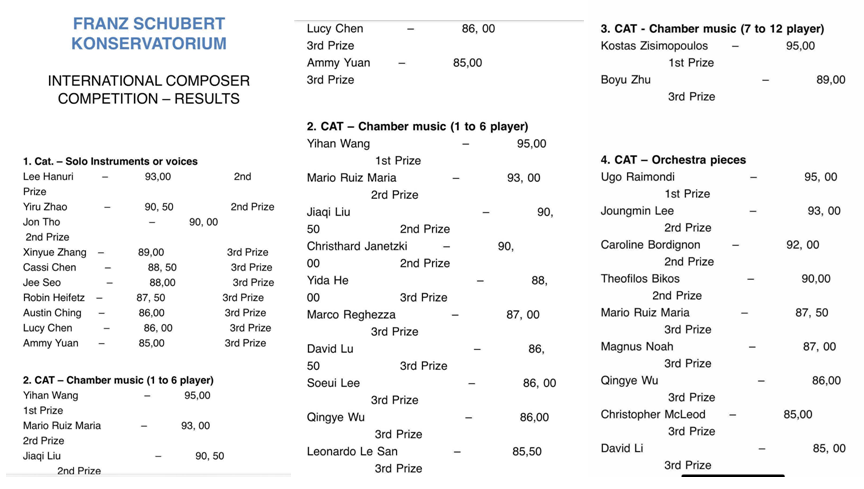 FRANZ SCHUBERT
KONSERVATORIUM
INTERNATIONAL COMPOSER
COMPETITION – RESULTS
1. Cat. – Solo Instruments or voices
Lee Hanuri – 93,00 2nd
Prize
Yiru Zhao – 90, 50 2nd Prize
Jon Tho – 90, 00
2nd Prize
Xinyue Zhang – 89,00 3rd Prize
Cassi Chen – 88, 50 3rd Prize
Jee Seo – 88,00 3rd Prize
Robin Heifetz – 87, 50 3rd Prize
Austin Ching – 86,00 3rd Prize
Lucy Chen – 86, 00 3rd Prize
Ammy Yuan – 85,00 3rd Prize
2. CAT – Chamber music (1 to 6 player)
Yihan Wang – 95,00
1st Prize
Mario Ruiz Maria – 93, 00
2rd Prize
Jiaqi Liu – 90, 50
2nd Prize
Lucy Chen – 86, 00
3rd Prize
Ammy Yuan – 85,00
3rd Prize
2. CAT – Chamber music (1 to 6 player)
Yihan Wang – 95,00
1st Prize
Mario Ruiz Maria – 93, 00
2rd Prize
Jiaqi Liu – 90,
50 2nd Prize
Christhard Janetzki – 90,
00 2nd Prize
Yida He – 88,
00 3rd Prize
Marco Reghezza – 87, 00
3rd Prize
David Lu – 86,
50 3rd Prize
Soeui Lee – 86, 00
3rd Prize
Qingye Wu – 86,00
3rd Prize
Leonardo Le San – 85,50
3rd Prize
3. CAT - Chamber music (7 to 12 player)
Kostas Zisimopoulos – 95,00
1st Prize
Boyu Zhu – 89,00
3rd Prize
4. CAT – Orchestra pieces
Ugo Raimondi – 95, 00
1st Prize
Joungmin Lee – 93, 00
2rd Prize
Caroline Bordignon – 92, 00
2nd Prize
Theofilos Bikos – 90,00
2nd Prize
Mario Ruiz Maria – 87, 50
3rd Prize
Magnus Noah – 87, 00
3rd Prize
Qingye Wu – 86,00
3rd Prize
Christopher McLeod – 85,00
3rd Prize
David Li – 85, 00
3rd Prize